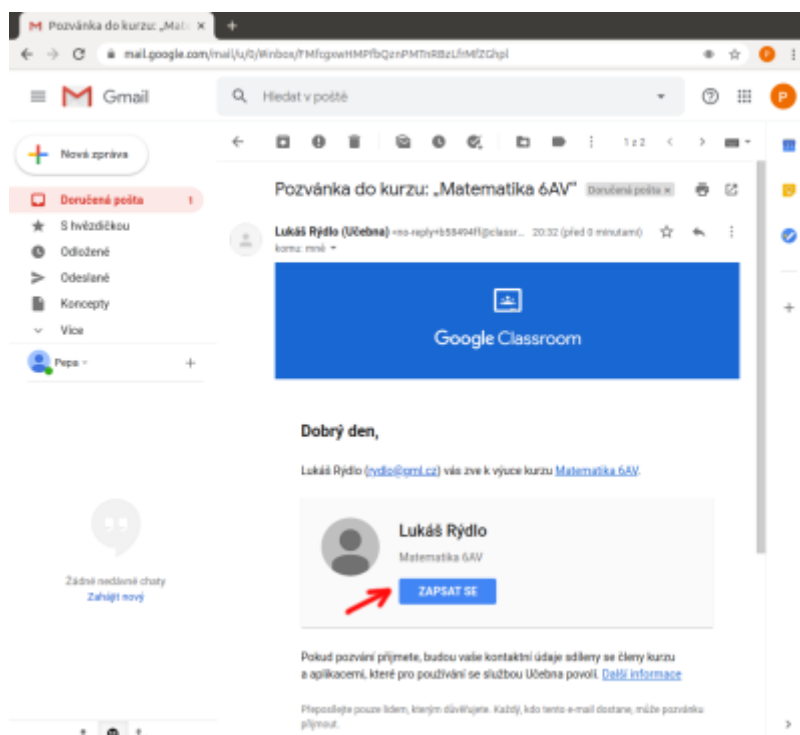 Pozvánka do kurzu: „Mat
mail.google.com/mail/u/0/#inbox/
Gmail
Hledat v poště
P
Nová zpráva
1 z 2
Doručená pošta 1
S hvězdičkou
Odložené
Odeslané
Koncepty
Více
Pepa
Žádné nedávné chaty
Zahájit nový
Pozvánka do kurzu: „Matematika 6AV“ Doručená pošta ×
Lukáš Rýdlo (Učebna) 20:32 (před 0 minutami)
komu: mně
Google Classroom
Dobrý den,
Lukáš Rýdlo (rydlo@gml.cz) vás zve k výuce kurzu Matematika 6AV.
Lukáš Rýdlo
Matematika 6AV
ZAPSAT SE
Pokud pozvání přijmete, budou vaše kontaktní údaje sdíleny se členy kurzu
a aplikacemi, které pro používání se službou Učebna povolí. Další informace
Přeposílejte pouze lidem, kterým důvěřujete. Každý, kdo tento e-mail dostane, může pozvánku
přijmout.